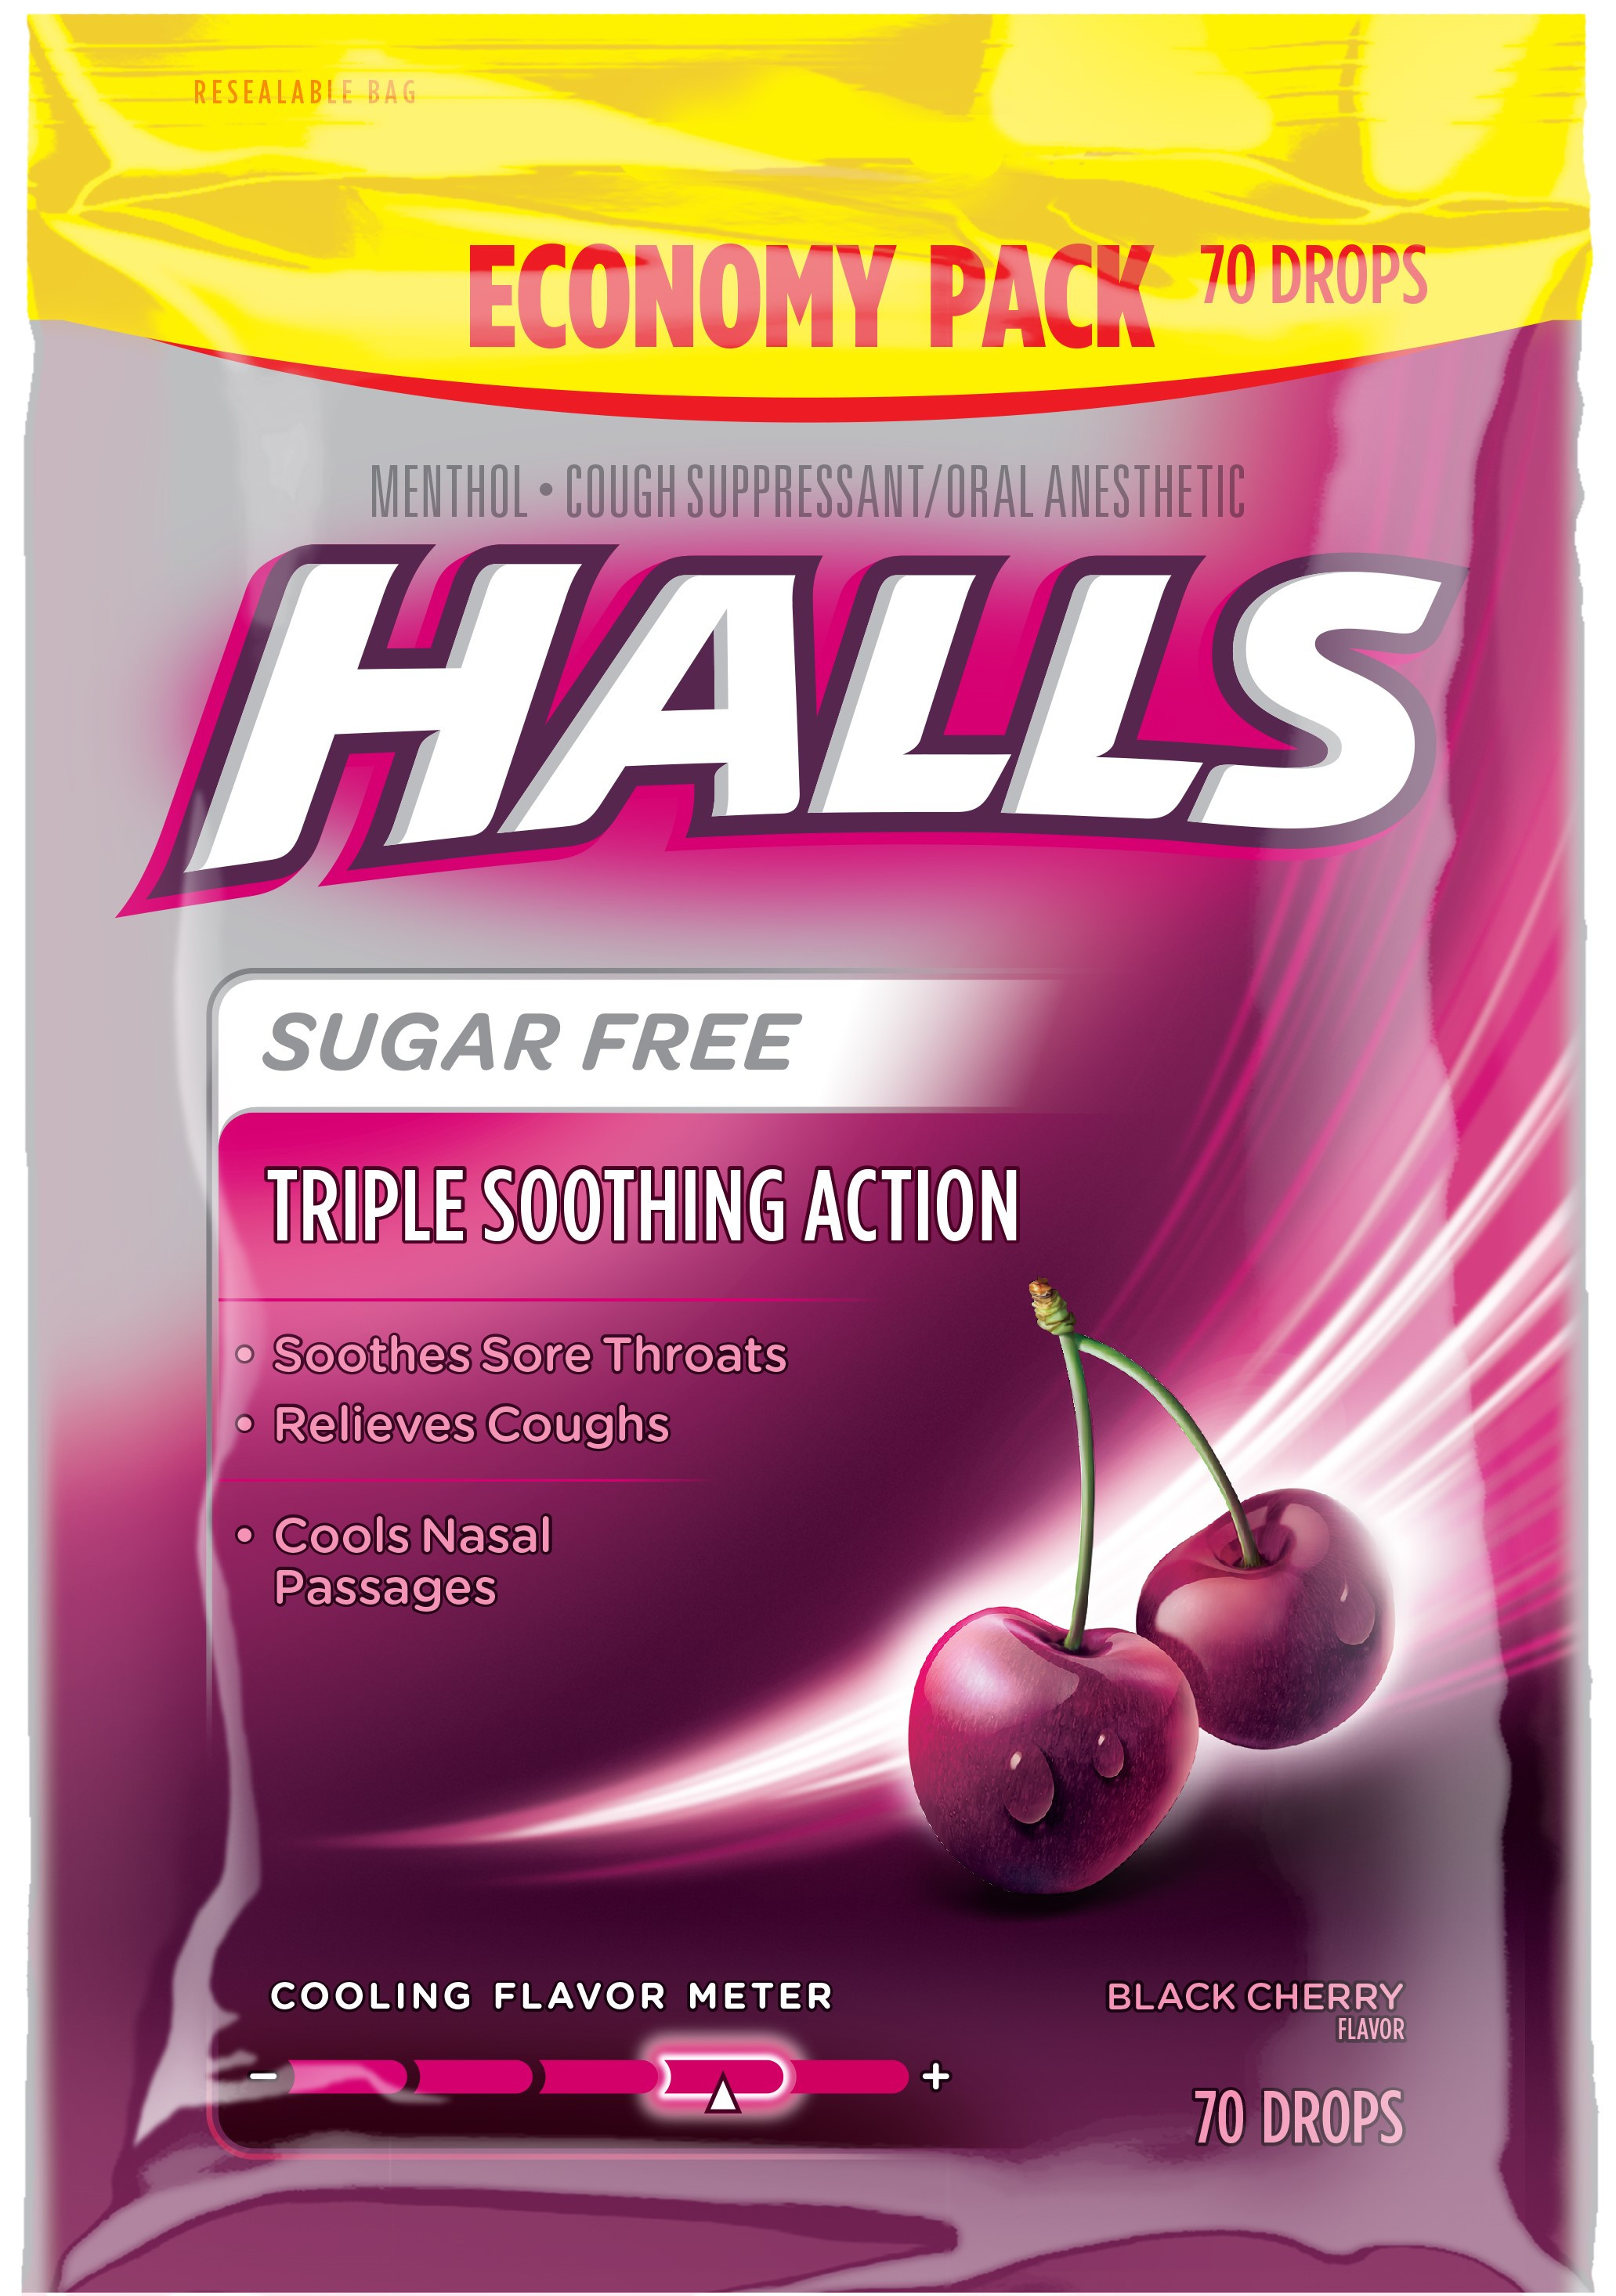 RESEALABLE BAG
ECONOMY PACK 70 DROPS
MENTHOL • COUGH SUPPRESSANT/ORAL ANESTHETIC
HALLS
SUGAR FREE
TRIPLE SOOTHING ACTION
• Soothes Sore Throats
• Relieves Coughs
• Cools Nasal
Passages
COOLING FLAVOR METER
BLACK CHERRY
FLAVOR
- +
70 DROPS